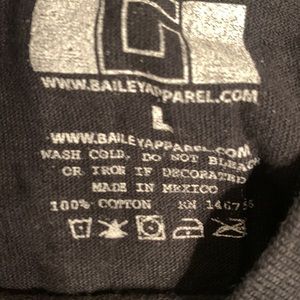 WWW.BAILEYAPPAREL.COM
L
WWW.BAILEYAPPAREL.COM
WASH COLD, DO NOT BLEACH
OR IRON IF DECORATED
MADE IN MEXICO
100% COTTON RN